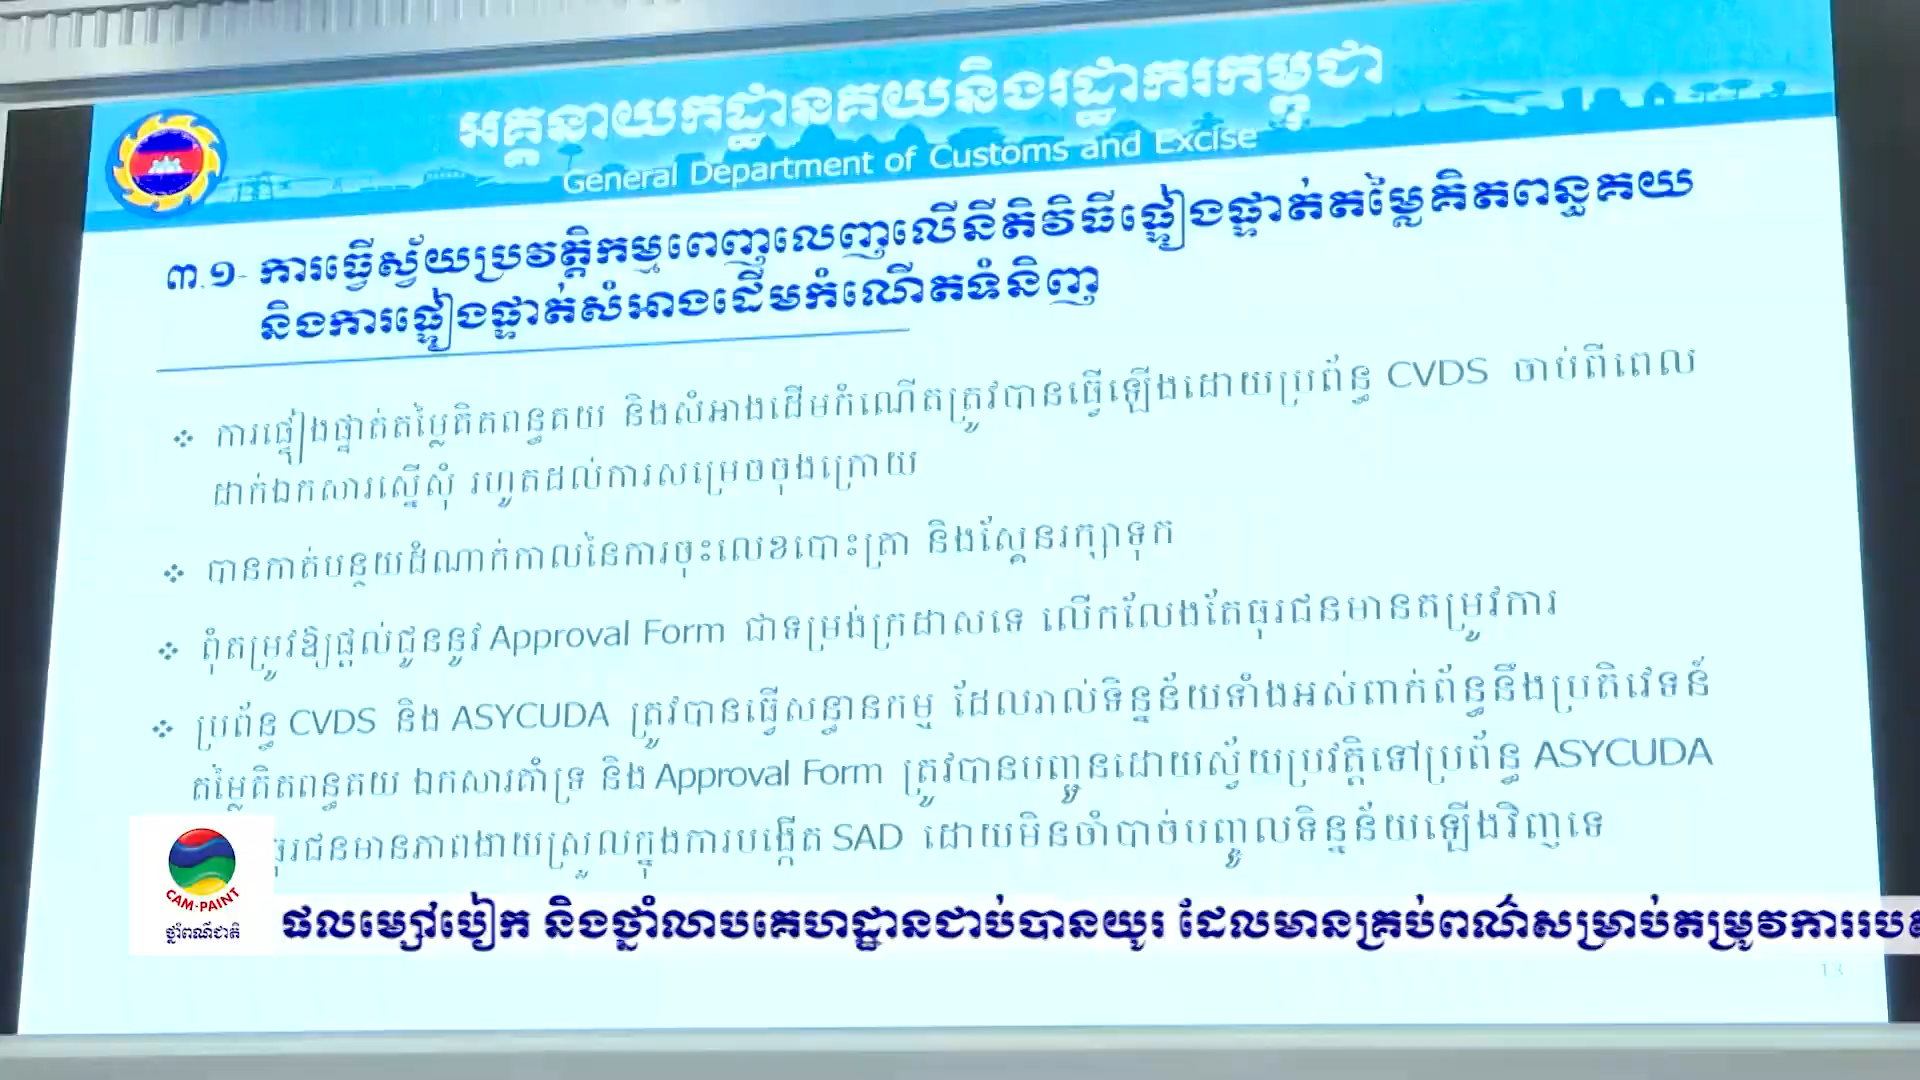 អគ្គនាយកដ្ឋានគយនិងរដ្ឋាករកម្ពុជា
General Department of Customs and Excise
៣.១- ការធ្វើស្វ័យប្រវត្តិកម្មពេញលេញលើនីតិវិធីផ្ទៀងផ្ទាត់តម្លៃគិតពន្ធគយ
និងការផ្ទៀងផ្ទាត់សំអាងដើមកំណើតទំនិញ
❖ ការផ្ទៀងផ្ទាត់តម្លៃគិតពន្ធគយ និងសំអាងដើមកំណើតត្រូវបានធ្វើឡើងដោយប្រព័ន្ធ CVDS ចាប់ពីពេល
ដាក់ឯកសារស្នើសុំ រហូតដល់ការសម្រេចចុងក្រោយ
❖ បានកាត់បន្ថយដំណាក់កាលនៃការចុះលេខបោះត្រា និងស្កែនរក្សាទុក
❖ ពុំតម្រូវឱ្យផ្តល់ជូននូវ Approval Form ជាទម្រង់ក្រដាសទេ លើកលែងតែធុរជនមានតម្រូវការ
❖ ប្រព័ន្ធ CVDS និង ASYCUDA ត្រូវបានធ្វើសន្ធានកម្ម ដែលរាល់ទិន្នន័យទាំងអស់ពាក់ព័ន្ធនឹងប្រតិវេទន៍
តម្លៃគិតពន្ធគយ ឯកសារគាំទ្រ និង Approval Form ត្រូវបានបញ្ជូនដោយស្វ័យប្រវត្តិទៅប្រព័ន្ធ ASYCUDA
ធុរជនមានភាពងាយស្រួលក្នុងការបង្កើត SAD ដោយមិនចាំបាច់បញ្ចូលទិន្នន័យឡើងវិញទេ
CAM-PAINT
ថ្នាំពណ៌ជាតិ
ផលម្សៅបៀក និងថ្នាំលាបគេហដ្ឋានជាប់បានយូរ ដែលមានគ្រប់ពណ៌សម្រាប់តម្រូវការរបស
13